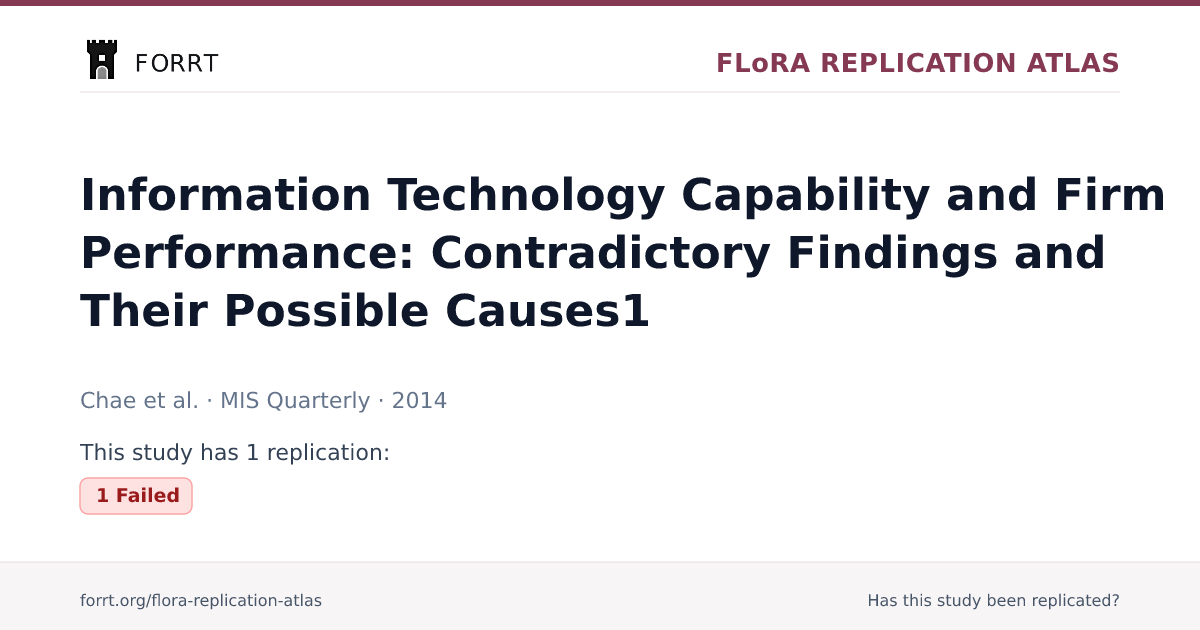 FORRT
FLoRA REPLICATION ATLAS
Information Technology Capability and Firm
Performance: Contradictory Findings and
Their Possible Causes1
Chae et al. · MIS Quarterly · 2014
This study has 1 replication:
1 Failed
forrt.org/flora-replication-atlas
Has this study been replicated?